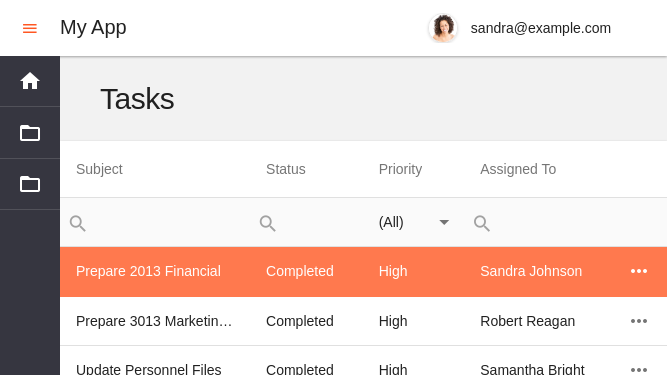 My App
sandra@example.com
Tasks
Subject Status Priority Assigned To
(All)
Prepare 2013 Financial Completed High Sandra Johnson
Prepare 3013 Marketin… Completed High Robert Reagan
Update Personnel Files Completed High Samantha Bright